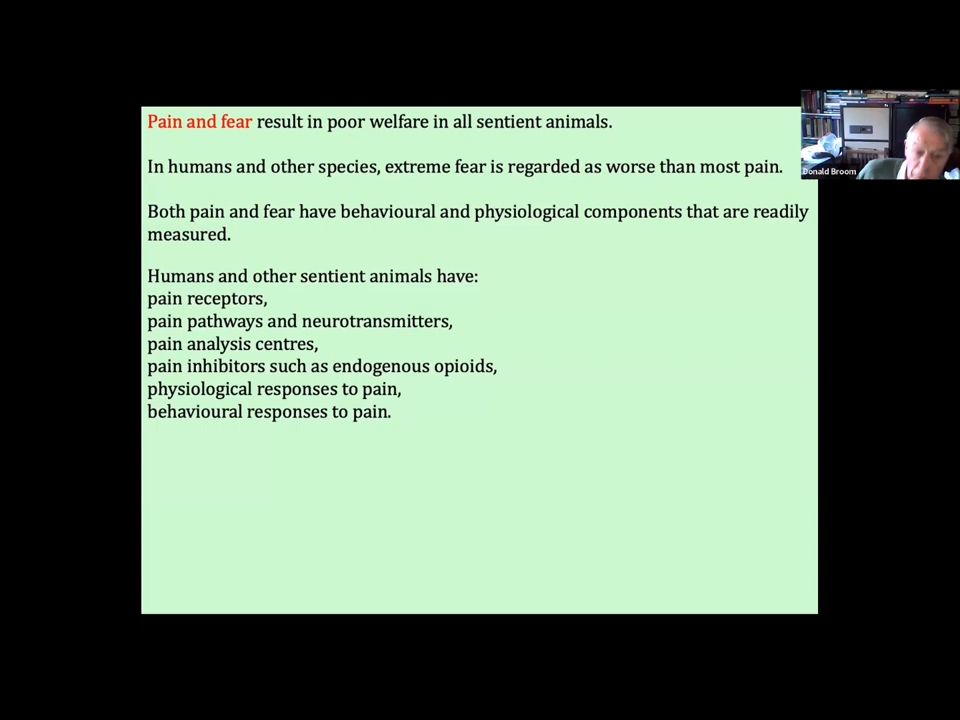 Pain and fear result in poor welfare in all sentient animals.
In humans and other species, extreme fear is regarded as worse than most pain.
Both pain and fear have behavioural and physiological components that are readily
measured.
Humans and other sentient animals have:
pain receptors,
pain pathways and neurotransmitters,
pain analysis centres,
pain inhibitors such as endogenous opioids,
physiological responses to pain,
behavioural responses to pain.
Donald Broom